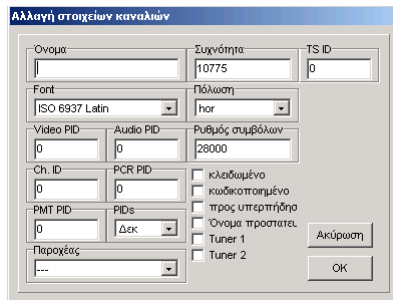 Αλλαγή στοιχείων καναλιών
Όνομα
Συχνότητα
10775
TS ID
0
Font
ISO 6937 Latin
Πόλωση
hor
Video PID
0
Audio PID
0
Ρυθμός συμβόλων
28000
Ch. ID
0
PCR PID
0
κλειδωμένο
κωδικοποιημένο
προς υπερπήδησ
Όνομα προστατευ
Tuner 1
Tuner 2
PMT PID
0
PIDs
Δεκ
Παροχέας
---
Ακύρωση
OK